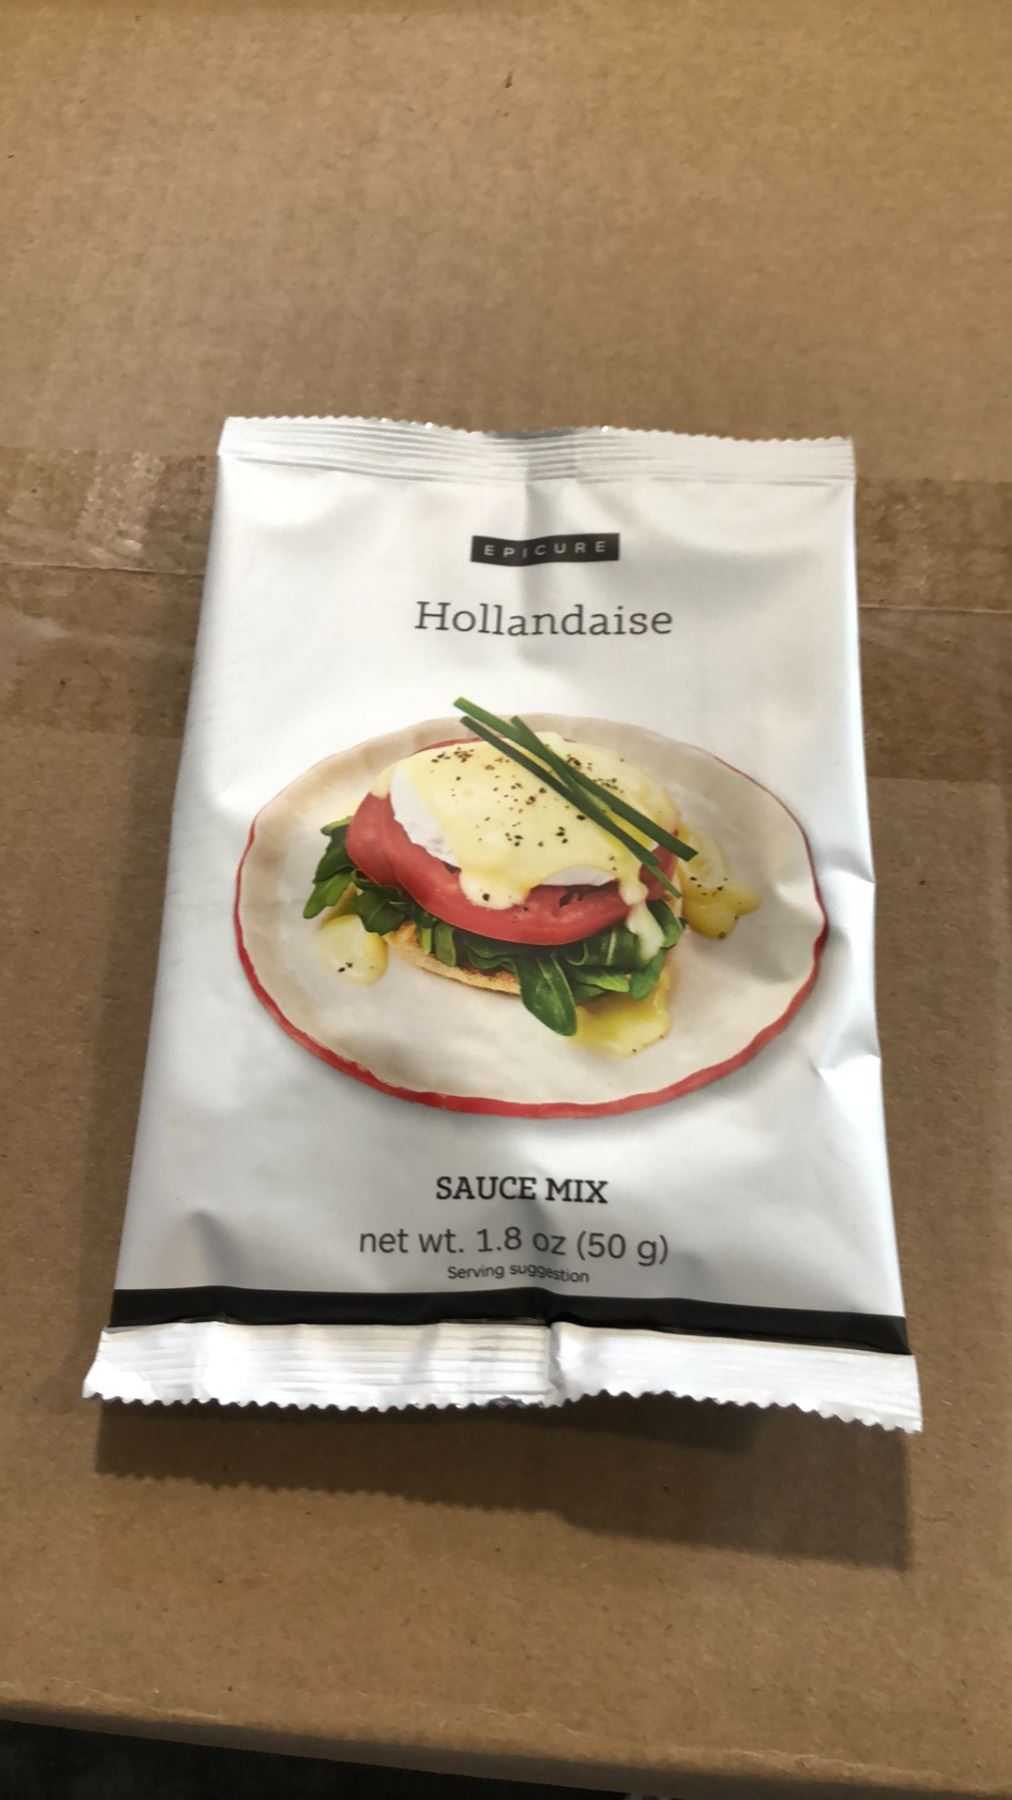 EPICURE
Hollandaise
SAUCE MIX
net wt. 1.8 oz (50 g)
Serving suggestion